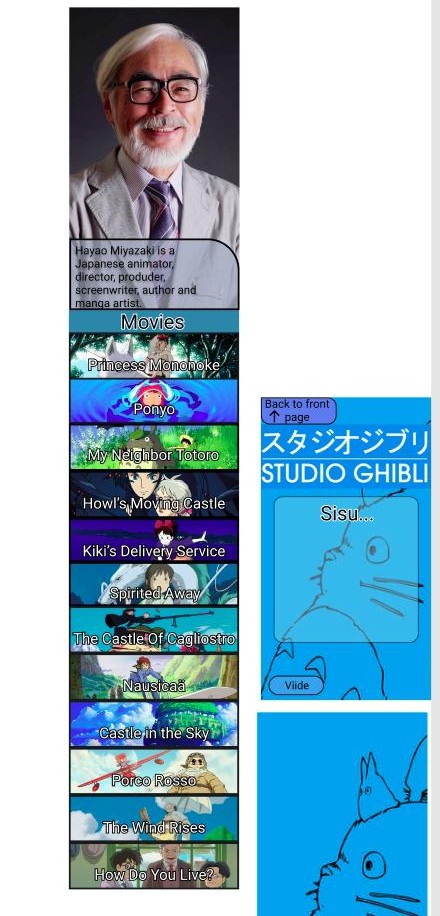 Hayao Miyazaki is a
Japanese animator,
director, produder,
screenwriter, author and
manga artist.
Movies
Princess Mononoke
Ponyo
My Neighbor Totoro
Howl's Moving Castle
Kiki's Delivery Service
Spirited Away
The Castle Of Cagliostro
Nausicaä
Castle in the Sky
Porco Rosso
The Wind Rises
How Do You Live?
Back to front
↑ page
スタジオジブリ
STUDIO GHIBLI
Sisu...
Viide